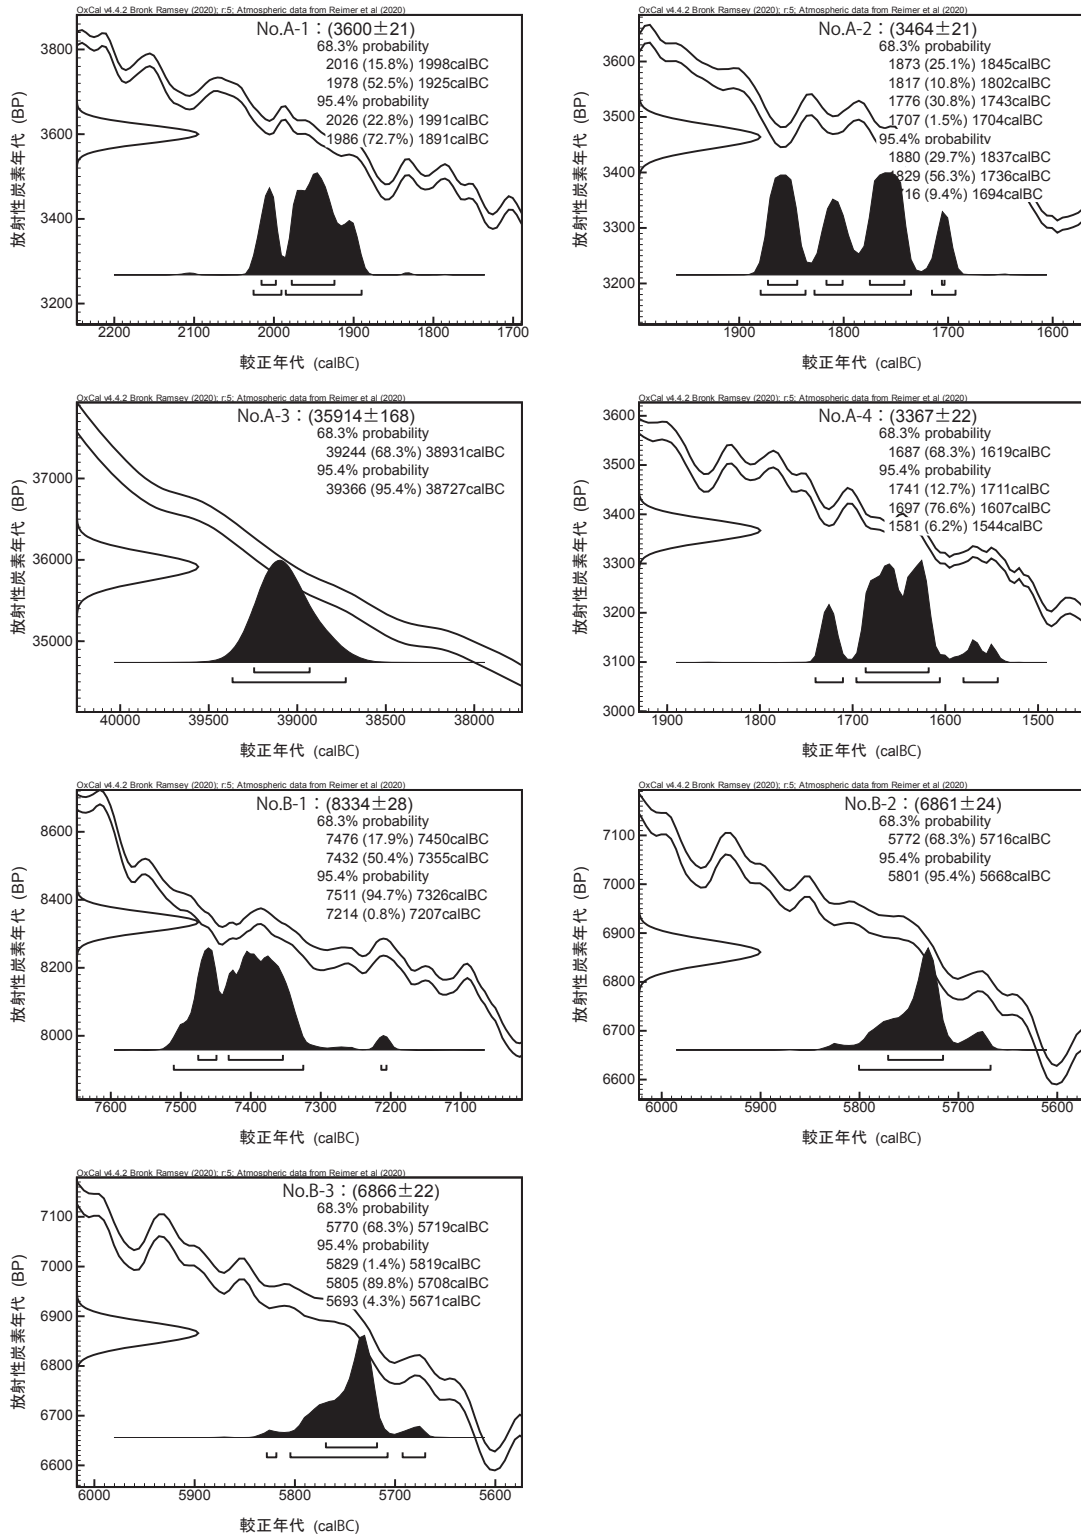 OxCal v4.4.2 Bronk Ramsey (2020); r:5; Atmospheric data from Reimer et al (2020)
No.A-1：(3600±21)
68.3% probability
2016 (15.8%) 1998calBC
1978 (52.5%) 1925calBC
95.4% probability
2026 (22.8%) 1991calBC
1986 (72.7%) 1891calBC
放射性炭素年代 (BP)
3800
3600
3400
3200
2200 2100 2000 1900 1800 1700
較正年代 (calBC)
OxCal v4.4.2 Bronk Ramsey (2020); r:5; Atmospheric data from Reimer et al (2020)
No.A-2：(3464±21)
68.3% probability
1873 (25.1%) 1845calBC
1817 (10.8%) 1802calBC
1776 (30.8%) 1743calBC
1707 (1.5%) 1704calBC
95.4% probability
1880 (29.7%) 1837calBC
1829 (56.3%) 1736calBC
(9.4%) 1694calBC
放射性炭素年代 (BP)
3600
3500
3400
3300
3200
1900 1800 1700 1600
較正年代 (calBC)
OxCal v4.4.2 Bronk Ramsey (2020); r:5; Atmospheric data from Reimer et al (2020)
No.A-3：(35914±168)
68.3% probability
39244 (68.3%) 38931calBC
95.4% probability
39366 (95.4%) 38727calBC
放射性炭素年代 (BP)
37000
36000
35000
40000 39500 39000 38500 38000
較正年代 (calBC)
OxCal v4.4.2 Bronk Ramsey (2020); r:5; Atmospheric data from Reimer et al (2020)
No.A-4：(3367±22)
68.3% probability
1687 (68.3%) 1619calBC
95.4% probability
1741 (12.7%) 1711calBC
1697 (76.6%) 1607calBC
1581 (6.2%) 1544calBC
放射性炭素年代 (BP)
3600
3500
3400
3300
3200
3100
3000
1900 1800 1700 1600 1500
較正年代 (calBC)
OxCal v4.4.2 Bronk Ramsey (2020); r:5; Atmospheric data from Reimer et al (2020)
No.B-1：(8334±28)
68.3% probability
7476 (17.9%) 7450calBC
7432 (50.4%) 7355calBC
95.4% probability
7511 (94.7%) 7326calBC
7214 (0.8%) 7207calBC
放射性炭素年代 (BP)
8600
8400
8200
8000
7600 7500 7400 7300 7200 7100
較正年代 (calBC)
OxCal v4.4.2 Bronk Ramsey (2020); r:5; Atmospheric data from Reimer et al (2020)
No.B-2：(6861±24)
68.3% probability
5772 (68.3%) 5716calBC
95.4% probability
5801 (95.4%) 5668calBC
放射性炭素年代 (BP)
7100
7000
6900
6800
6700
6600
6000 5900 5800 5700 5600
較正年代 (calBC)
OxCal v4.4.2 Bronk Ramsey (2020); r:5; Atmospheric data from Reimer et al (2020)
No.B-3：(6866±22)
68.3% probability
5770 (68.3%) 5719calBC
95.4% probability
5829 (1.4%) 5819calBC
5805 (89.8%) 5708calBC
5693 (4.3%) 5671calBC
放射性炭素年代 (BP)
7100
7000
6900
6800
6700
6600
6000 5900 5800 5700 5600
較正年代 (calBC)